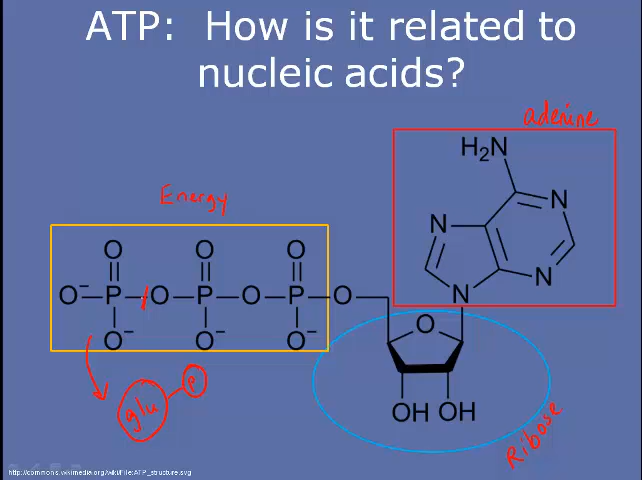 ATP: How is it related to
nucleic acids?
adenine
Energy
H₂N
N
N
N
N
O
O
O
O⁻
P
O
P
O
P
O
O⁻
O⁻
O⁻
O
OH
OH
glu
P
Ribose
http://commons.wikimedia.org/wiki/File:ATP_structure.svg